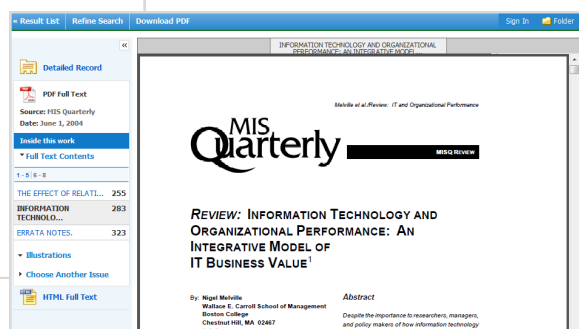 « Result List Refine Search Download PDF Sign In Folder
«
Detailed Record
PDF Full Text
Source: MIS Quarterly
Date: June 1, 2004
Inside this work
Full Text Contents
1 - 5 | 6 - 8
THE EFFECT OF RELATI... 255
INFORMATION TECHNOLO... 283
ERRATA NOTES. 323
Illustrations
Choose Another Issue
HTML Full Text
INFORMATION TECHNOLOGY AND ORGANIZATIONAL
PERFORMANCE: AN INTEGRATIVE MODEL ...
Melville et al./Review: IT and Organizational Performance
MIS
Quarterly
MISQ REVIEW
REVIEW: INFORMATION TECHNOLOGY AND
ORGANIZATIONAL PERFORMANCE: AN
INTEGRATIVE MODEL OF
IT BUSINESS VALUE1
By: Nigel Melville
Wallace E. Carroll School of Management
Boston College
Chestnut Hill, MA 02467
Abstract
Despite the importance to researchers, managers,
and policy makers of how information technology